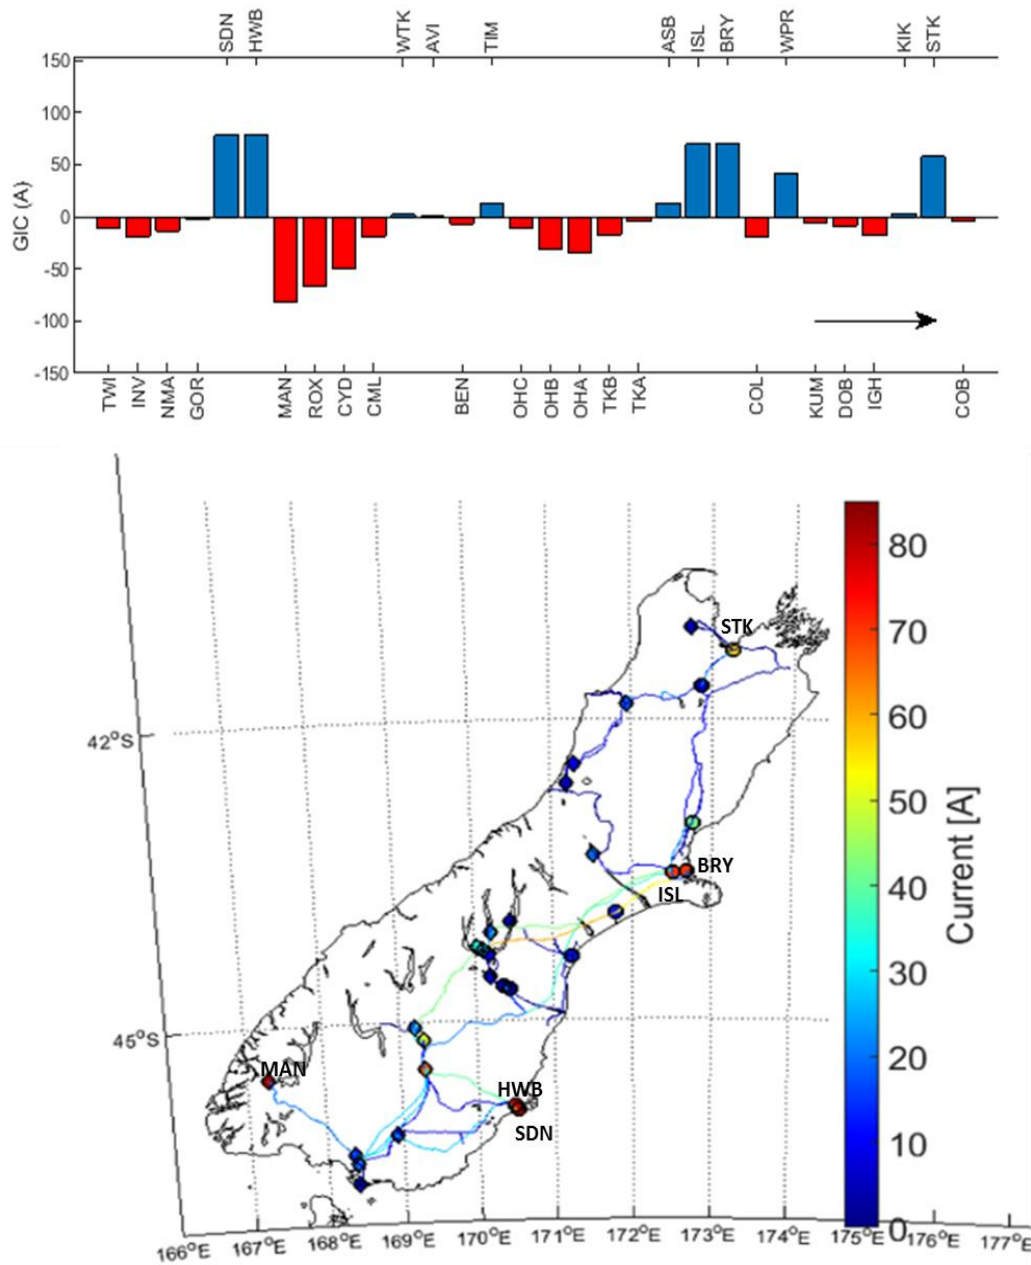 SDN HWB WTK AVI TIM ASB ISL BRY WPR KIK STK
150
100
50
0
-50
-100
-150
GIC (A)
TWI INV NMA GOR MAN ROX CYD CML BEN OHC OHB OHA TKB TKA COL KUM DOB IGH COB
STK
BRY
ISL
MAN
HWB
SDN
42°S
45°S
80
70
60
50
40
30
20
10
0
Current [A]
166°E 167°E 168°E 169°E 170°E 171°E 172°E 173°E 174°E 175°E 176°E 177°